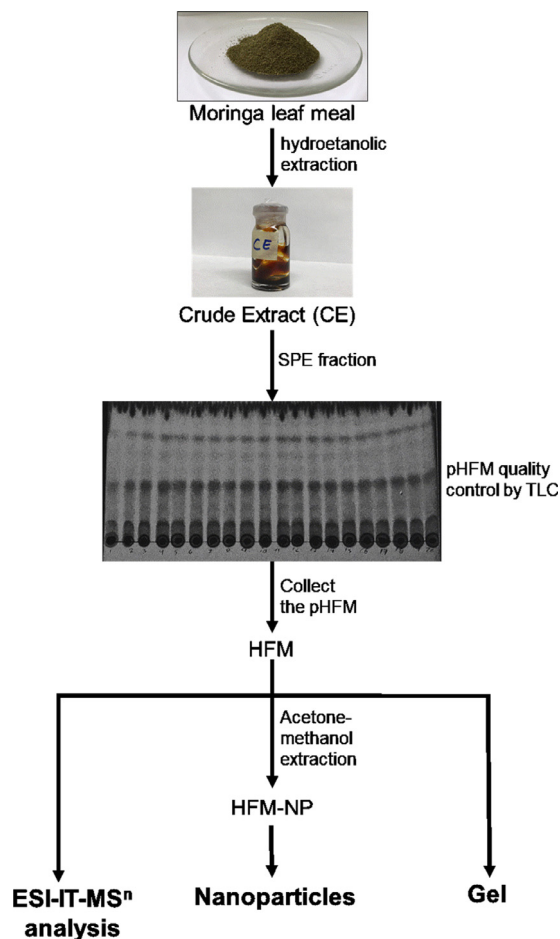 Moringa leaf meal
hydroetanolic
extraction
CE
Crude Extract (CE)
SPE fraction
pHFM quality
control by TLC
Collect
the pHFM
HFM
Acetone-
methanol
extraction
HFM-NP
ESI-IT-MSⁿ
analysis
Nanoparticles
Gel